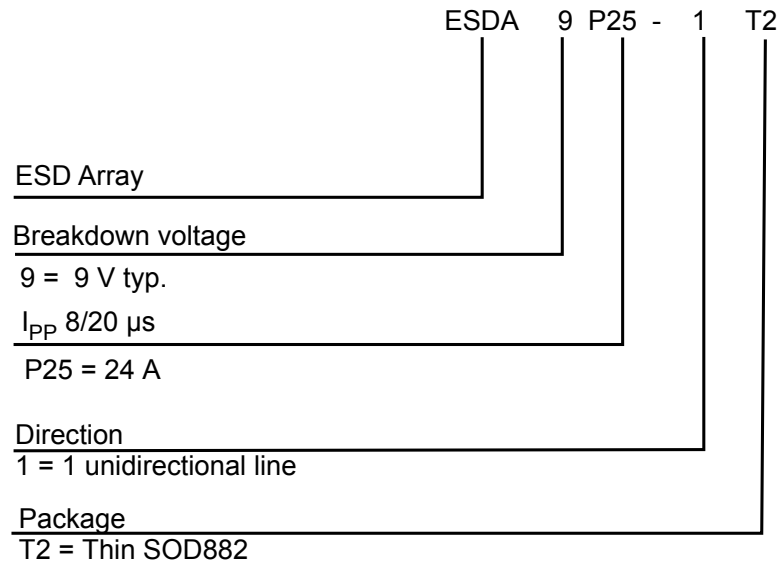 ESDA 9 P25 - 1 T2
ESD Array
Breakdown voltage
9 = 9 V typ.
IPP 8/20 µs
P25 = 24 A
Direction
1 = 1 unidirectional line
Package
T2 = Thin SOD882